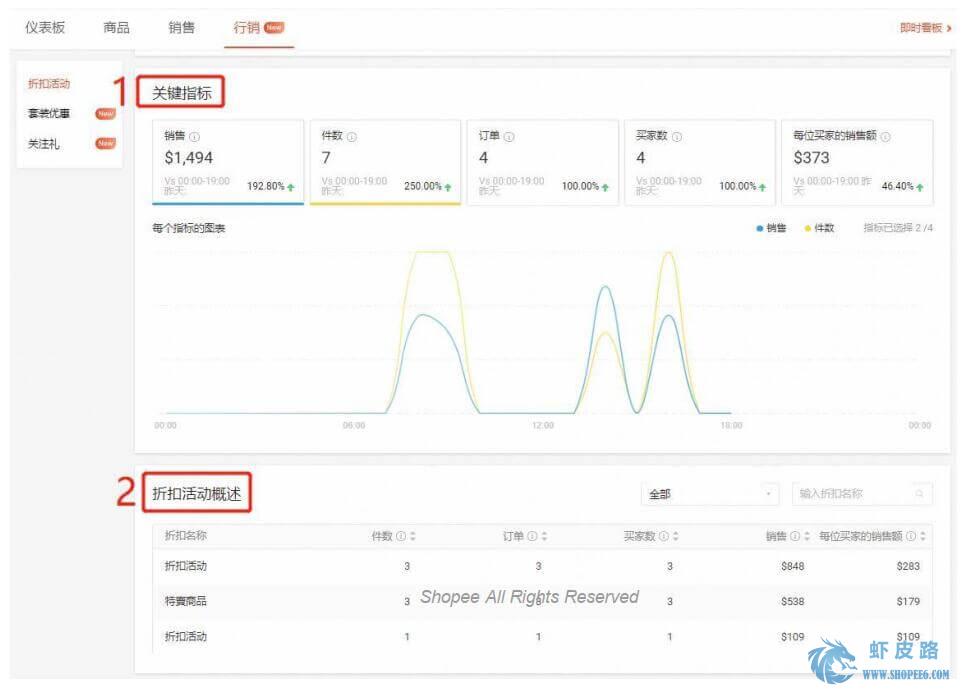 仪表板 商品 销售 行销 New 即时看板 >
折扣活动
套装优惠 New
关注礼 New
1 关键指标
销售 件数 订单 买家数 每位买家的销售额
$1,494 7 4 4 $373
Vs 00:00-19:00 昨天: 192.80% Vs 00:00-19:00 昨天: 250.00% Vs 00:00-19:00 昨天: 100.00% Vs 00:00-19:00 昨天: 100.00% Vs 00:00-19:00 昨天: 46.40%
每个指标的图表 销售 件数 指标已选择 2 /4
00:00 06:00 12:00 18:00 00:00
2 折扣活动概述 全部 输入折扣名称
折扣名称 件数 订单 买家数 销售 每位买家的销售额
折扣活动 3 3 3 $848 $283
特賣商品 3 3 $538 $179
Shopee All Rights Reserved
折扣活动 1 1 1 $109 $109
虾皮路
WWW.SHOPEE6.COM